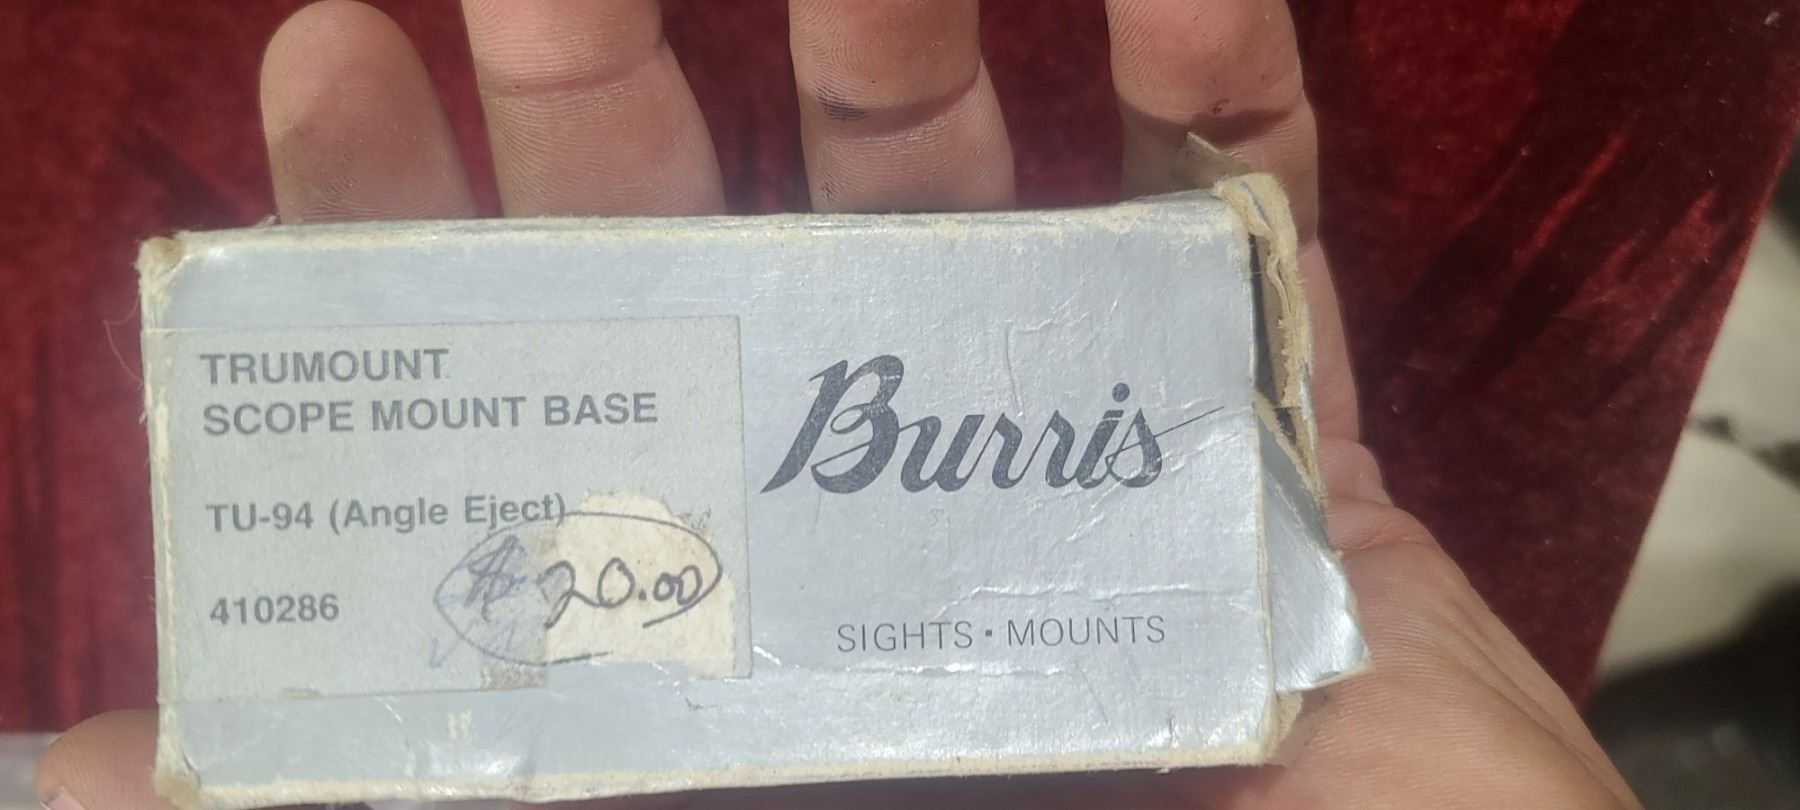 TRUMOUNT
SCOPE MOUNT BASE
TU-94 (Angle Eject)
$20.00
410286
Burris
SIGHTS · MOUNTS